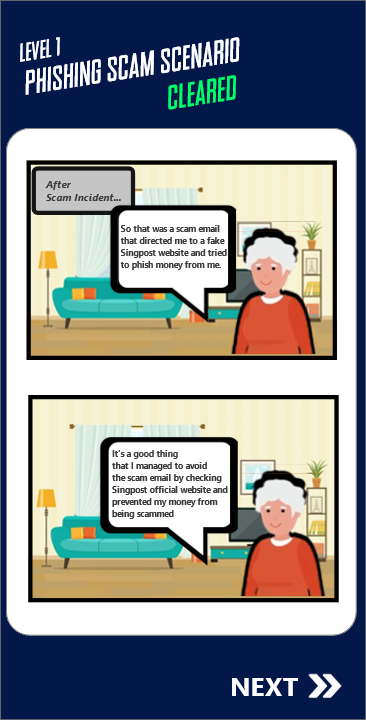 LEVEL 1
PHISHING SCAM SCENARIO
CLEARED
After
Scam Incident...
So that was a scam email
that directed me to a fake
Singpost website and tried
to phish money from me.
It's a good thing
that I managed to avoid
the scam email by checking
Singpost official website and
prevented my money from
being scammed
NEXT